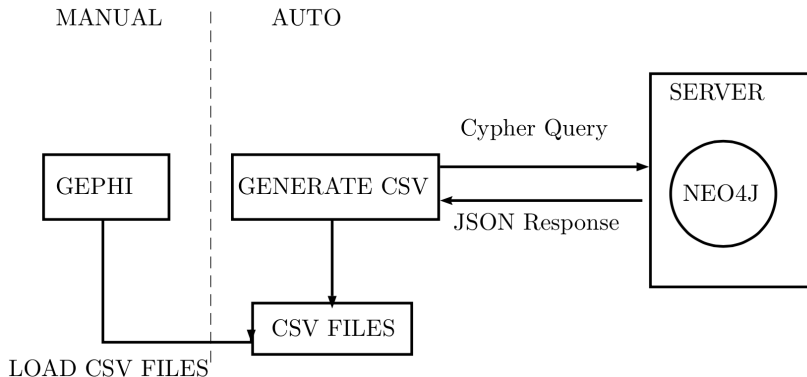 MANUAL
AUTO
SERVER
Cypher Query
GEPHI
GENERATE CSV
NEO4J
JSON Response
CSV FILES
LOAD CSV FILES